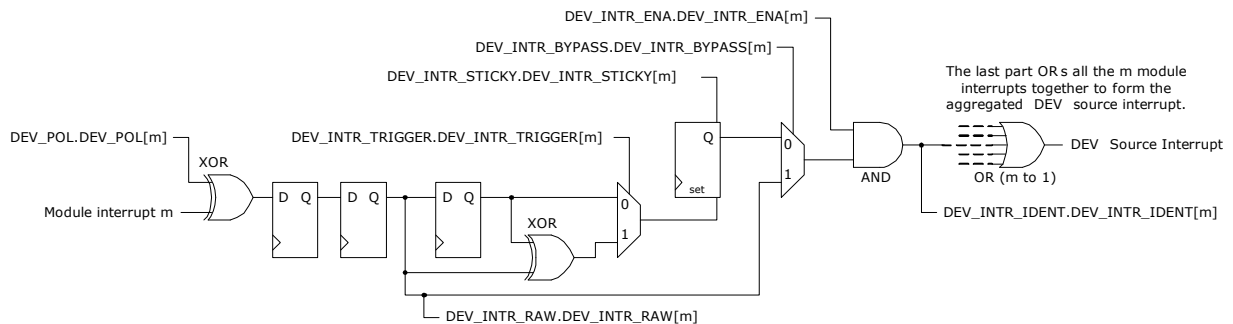 DEV_INTR_ENA.DEV_INTR_ENA[m]
DEV_INTR_BYPASS.DEV_INTR_BYPASS[m]
DEV_INTR_STICKY.DEV_INTR_STICKY[m]
The last part ORs all the m module
interrupts together to form the
aggregated DEV source interrupt.
DEV_POL.DEV_POL[m]
DEV_INTR_TRIGGER.DEV_INTR_TRIGGER[m]
Q
0
DEV Source Interrupt
XOR
AND
OR (m to 1)
1
set
D Q
D Q
D Q
0
Module interrupt m
DEV_INTR_IDENT.DEV_INTR_IDENT[m]
XOR
1
DEV_INTR_RAW.DEV_INTR_RAW[m]